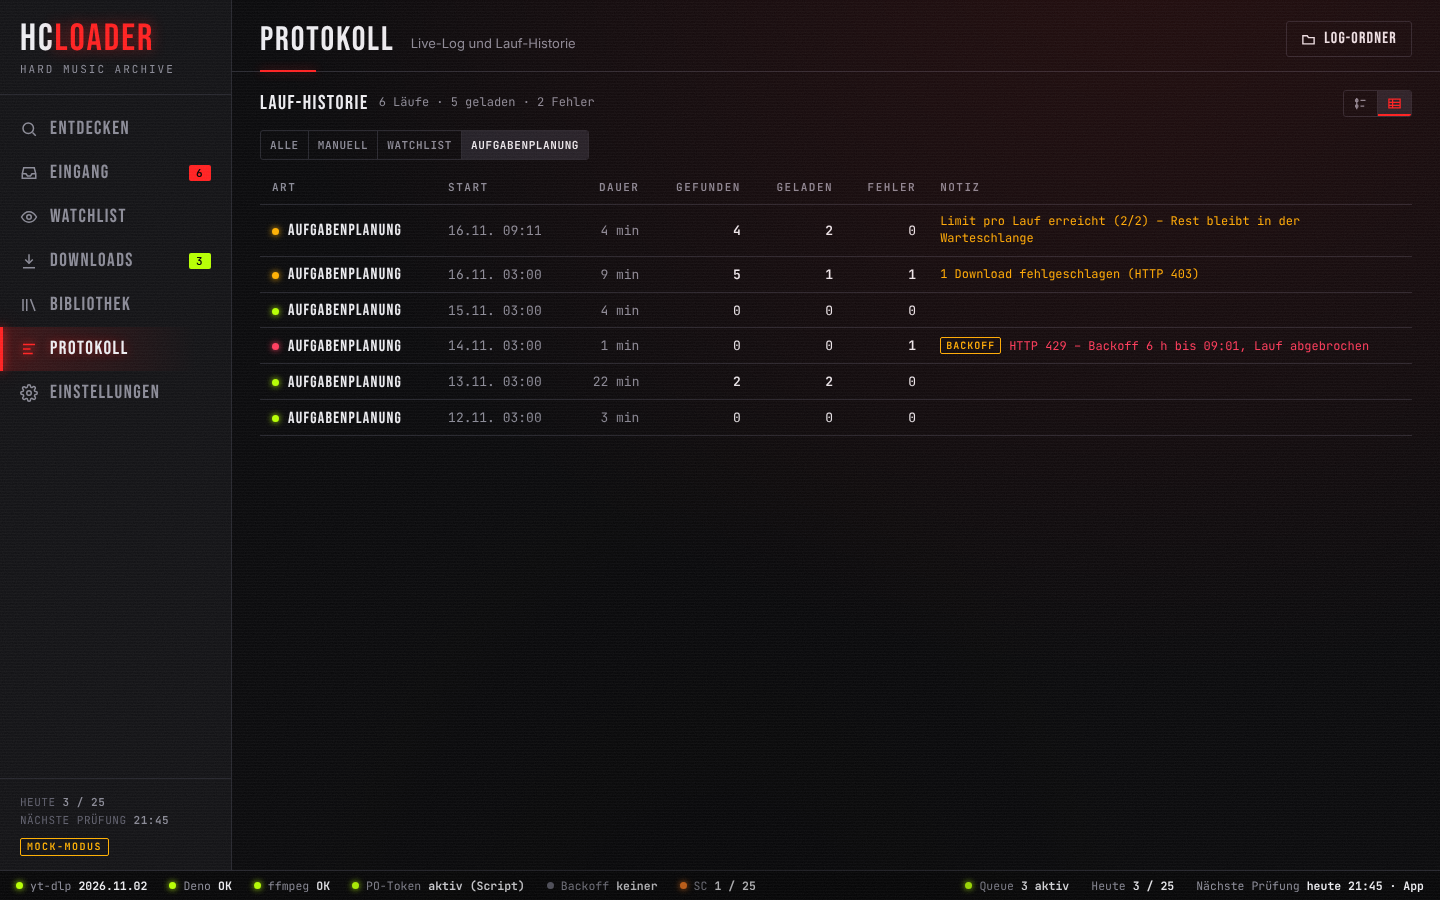 HCLOADER
HARD MUSIC ARCHIVE
ENTDECKEN
EINGANG 6
WATCHLIST
DOWNLOADS 3
BIBLIOTHEK
PROTOKOLL
EINSTELLUNGEN
HEUTE 3 / 25
NÄCHSTE PRÜFUNG 21:45
MOCK-MODUS
PROTOKOLL Live-Log und Lauf-Historie
LOG-ORDNER
LAUF-HISTORIE 6 Läufe · 5 geladen · 2 Fehler
ALLE MANUELL WATCHLIST AUFGABENPLANUNG
ART START DAUER GEFUNDEN GELADEN FEHLER NOTIZ
AUFGABENPLANUNG 16.11. 09:11 4 min 4 2 0 Limit pro Lauf erreicht (2/2) – Rest bleibt in der
Warteschlange
AUFGABENPLANUNG 16.11. 03:00 9 min 5 1 1 1 Download fehlgeschlagen (HTTP 403)
AUFGABENPLANUNG 15.11. 03:00 4 min 0 0 0
AUFGABENPLANUNG 14.11. 03:00 1 min 0 0 1 BACKOFF HTTP 429 – Backoff 6 h bis 09:01, Lauf abgebrochen
AUFGABENPLANUNG 13.11. 03:00 22 min 2 2 0
AUFGABENPLANUNG 12.11. 03:00 3 min 0 0 0
yt-dlp 2026.11.02 Deno OK ffmpeg OK PO-Token aktiv (Script) Backoff keiner SC 1 / 25 Queue 3 aktiv Heute 3 / 25 Nächste Prüfung heute 21:45 · App